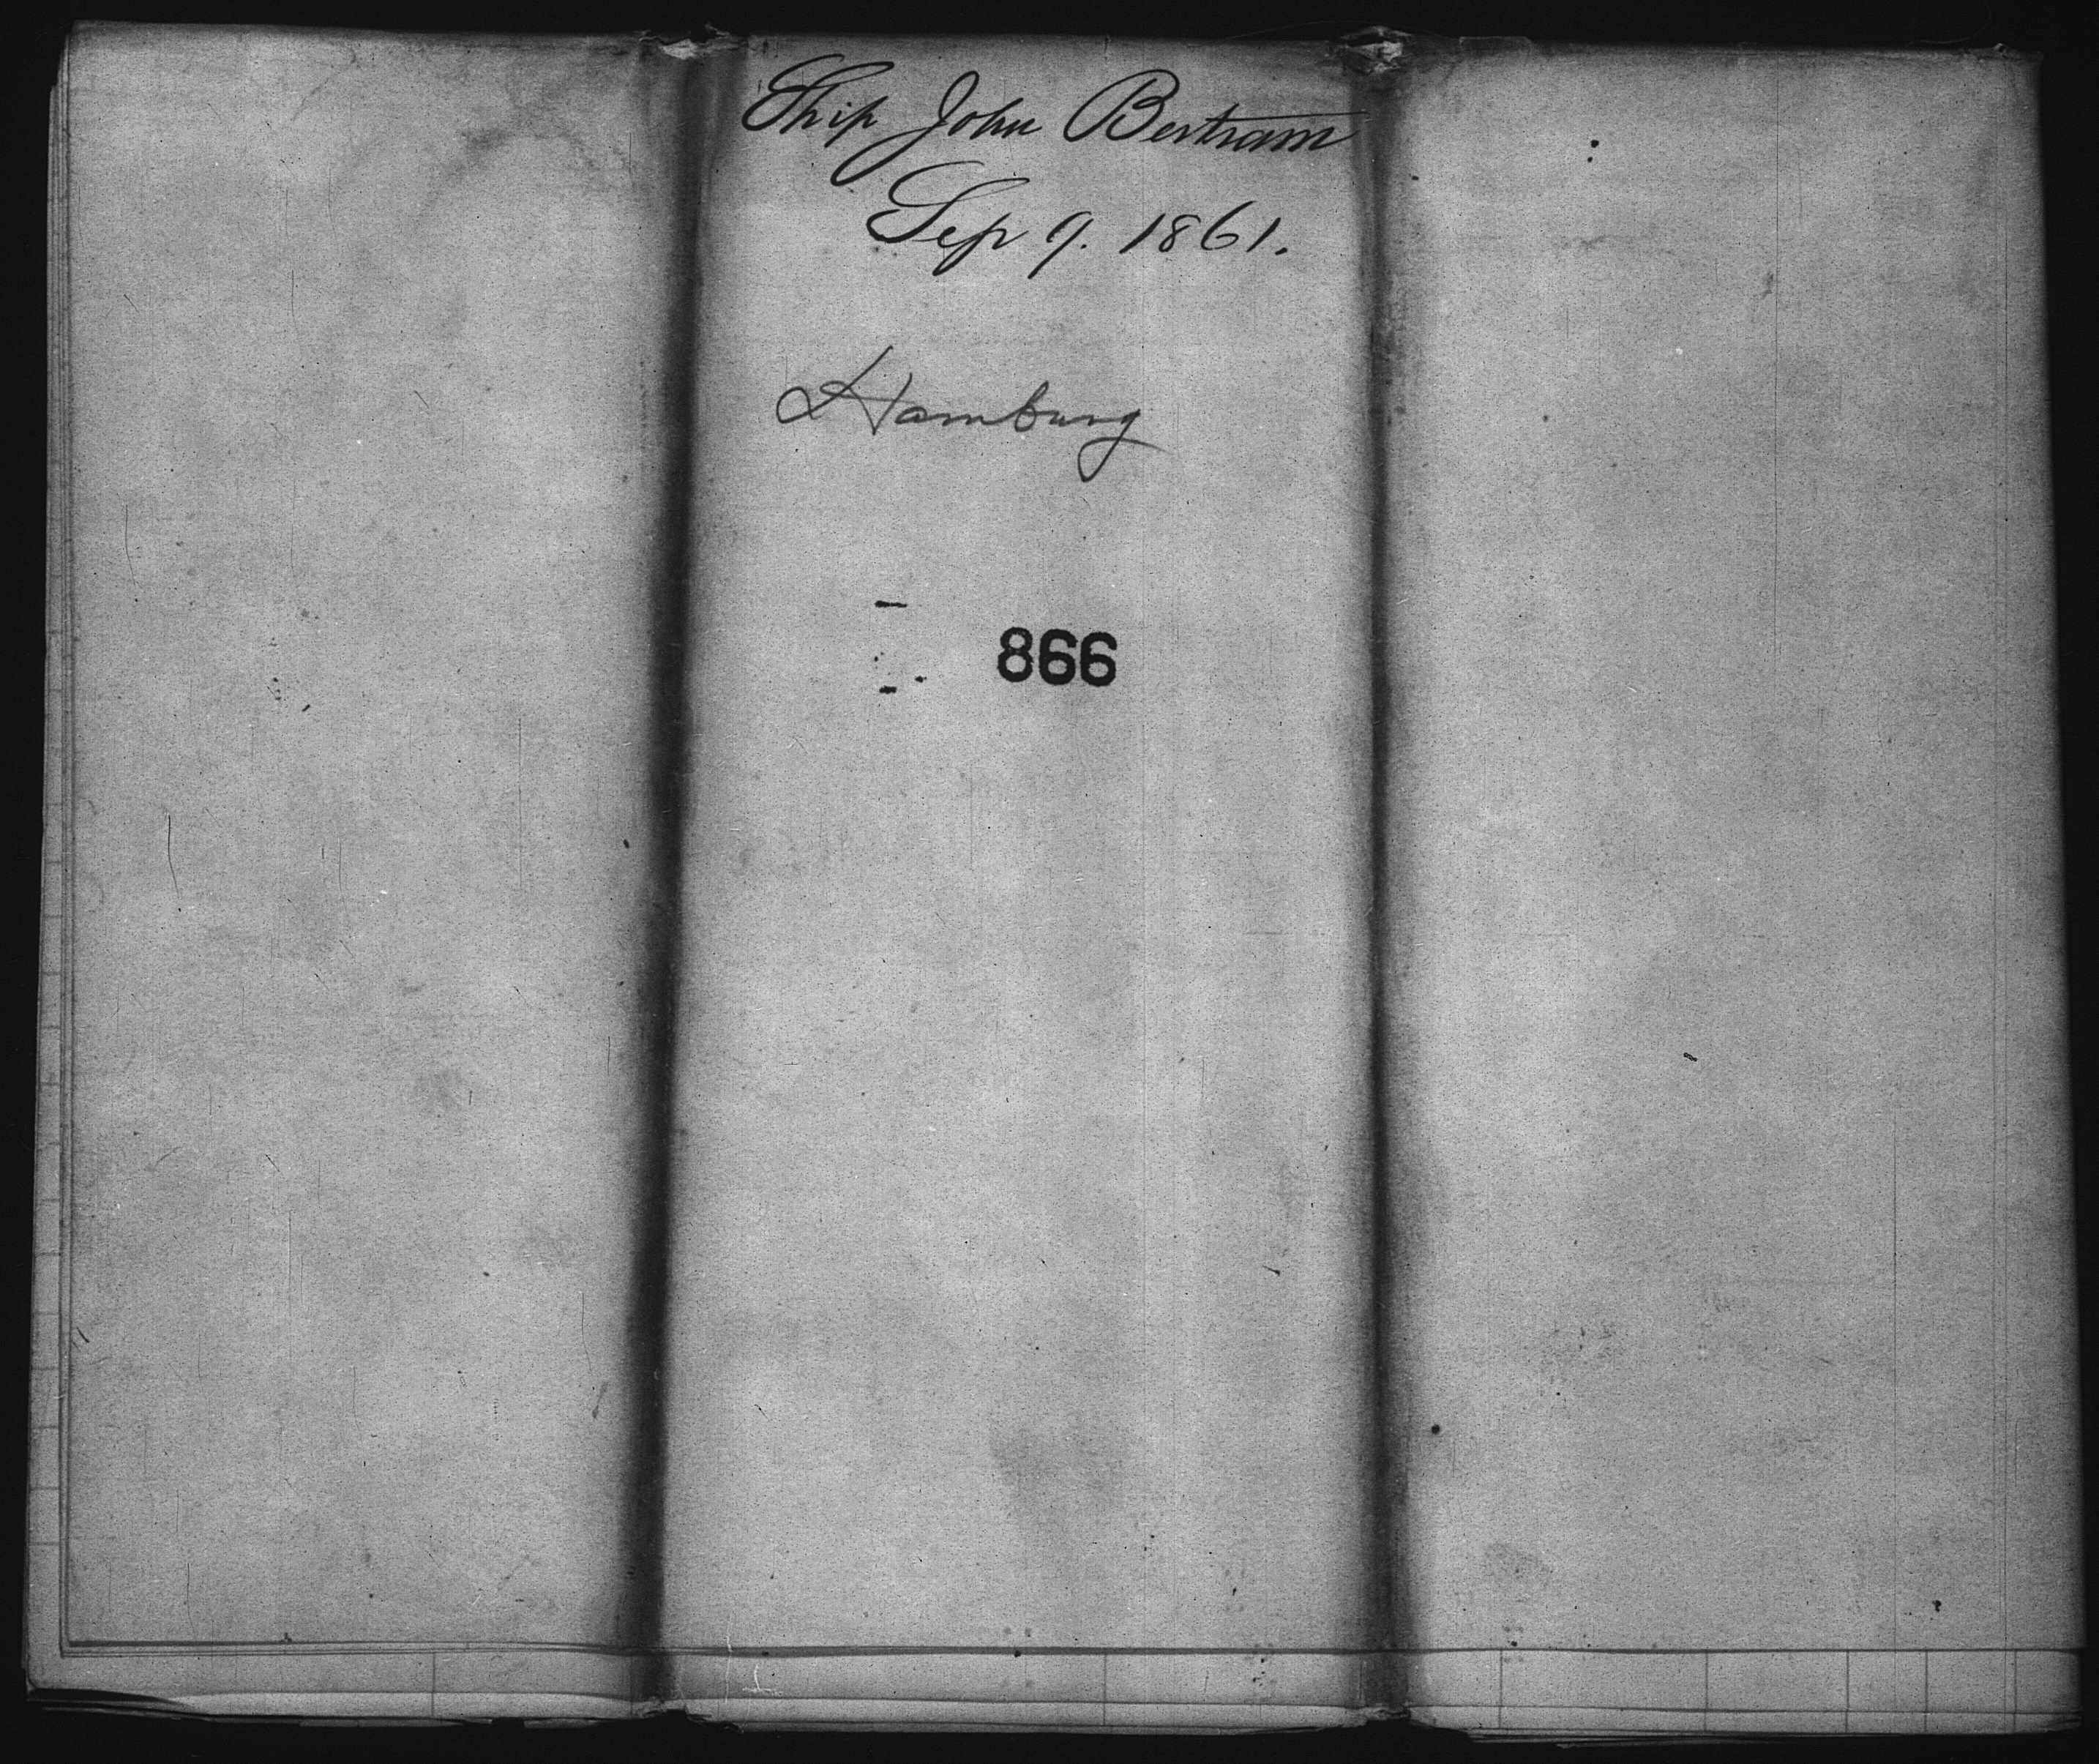 Ship John Bertram
Sep 9. 1861.
Hamburg
866